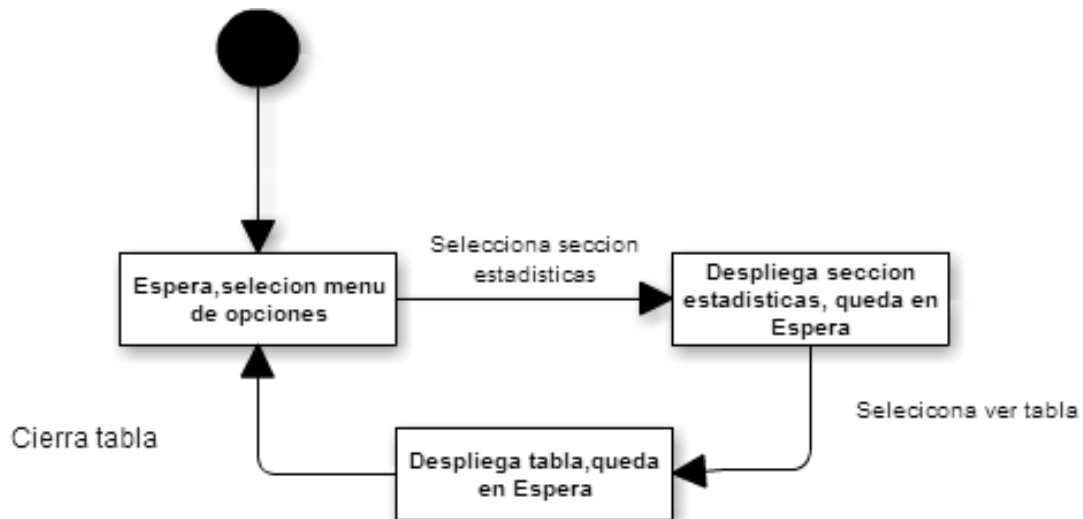 Selecciona seccion
estadisticas
Espera,selecion menu
de opciones
Despliega seccion
estadisticas, queda en
Espera
Selecicona ver tabla
Cierra tabla
Despliega tabla,queda
en Espera